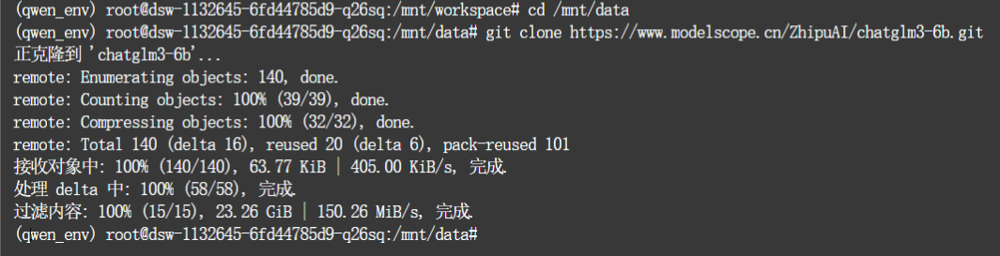 (qwen_env) root@dsw-1132645-6fd44785d9-q26sq:/mnt/workspace# cd /mnt/data
(qwen_env) root@dsw-1132645-6fd44785d9-q26sq:/mnt/data# git clone https://www.modelscope.cn/ZhipuAI/chatglm3-6b.git
正克隆到 'chatglm3-6b'...
remote: Enumerating objects: 140, done.
remote: Counting objects: 100% (39/39), done.
remote: Compressing objects: 100% (32/32), done.
remote: Total 140 (delta 16), reused 20 (delta 6), pack-reused 101
接收对象中: 100% (140/140), 63.77 KiB | 405.00 KiB/s, 完成.
处理 delta 中: 100% (58/58), 完成.
过滤内容: 100% (15/15), 23.26 GiB | 150.26 MiB/s, 完成.
(qwen_env) root@dsw-1132645-6fd44785d9-q26sq:/mnt/data#